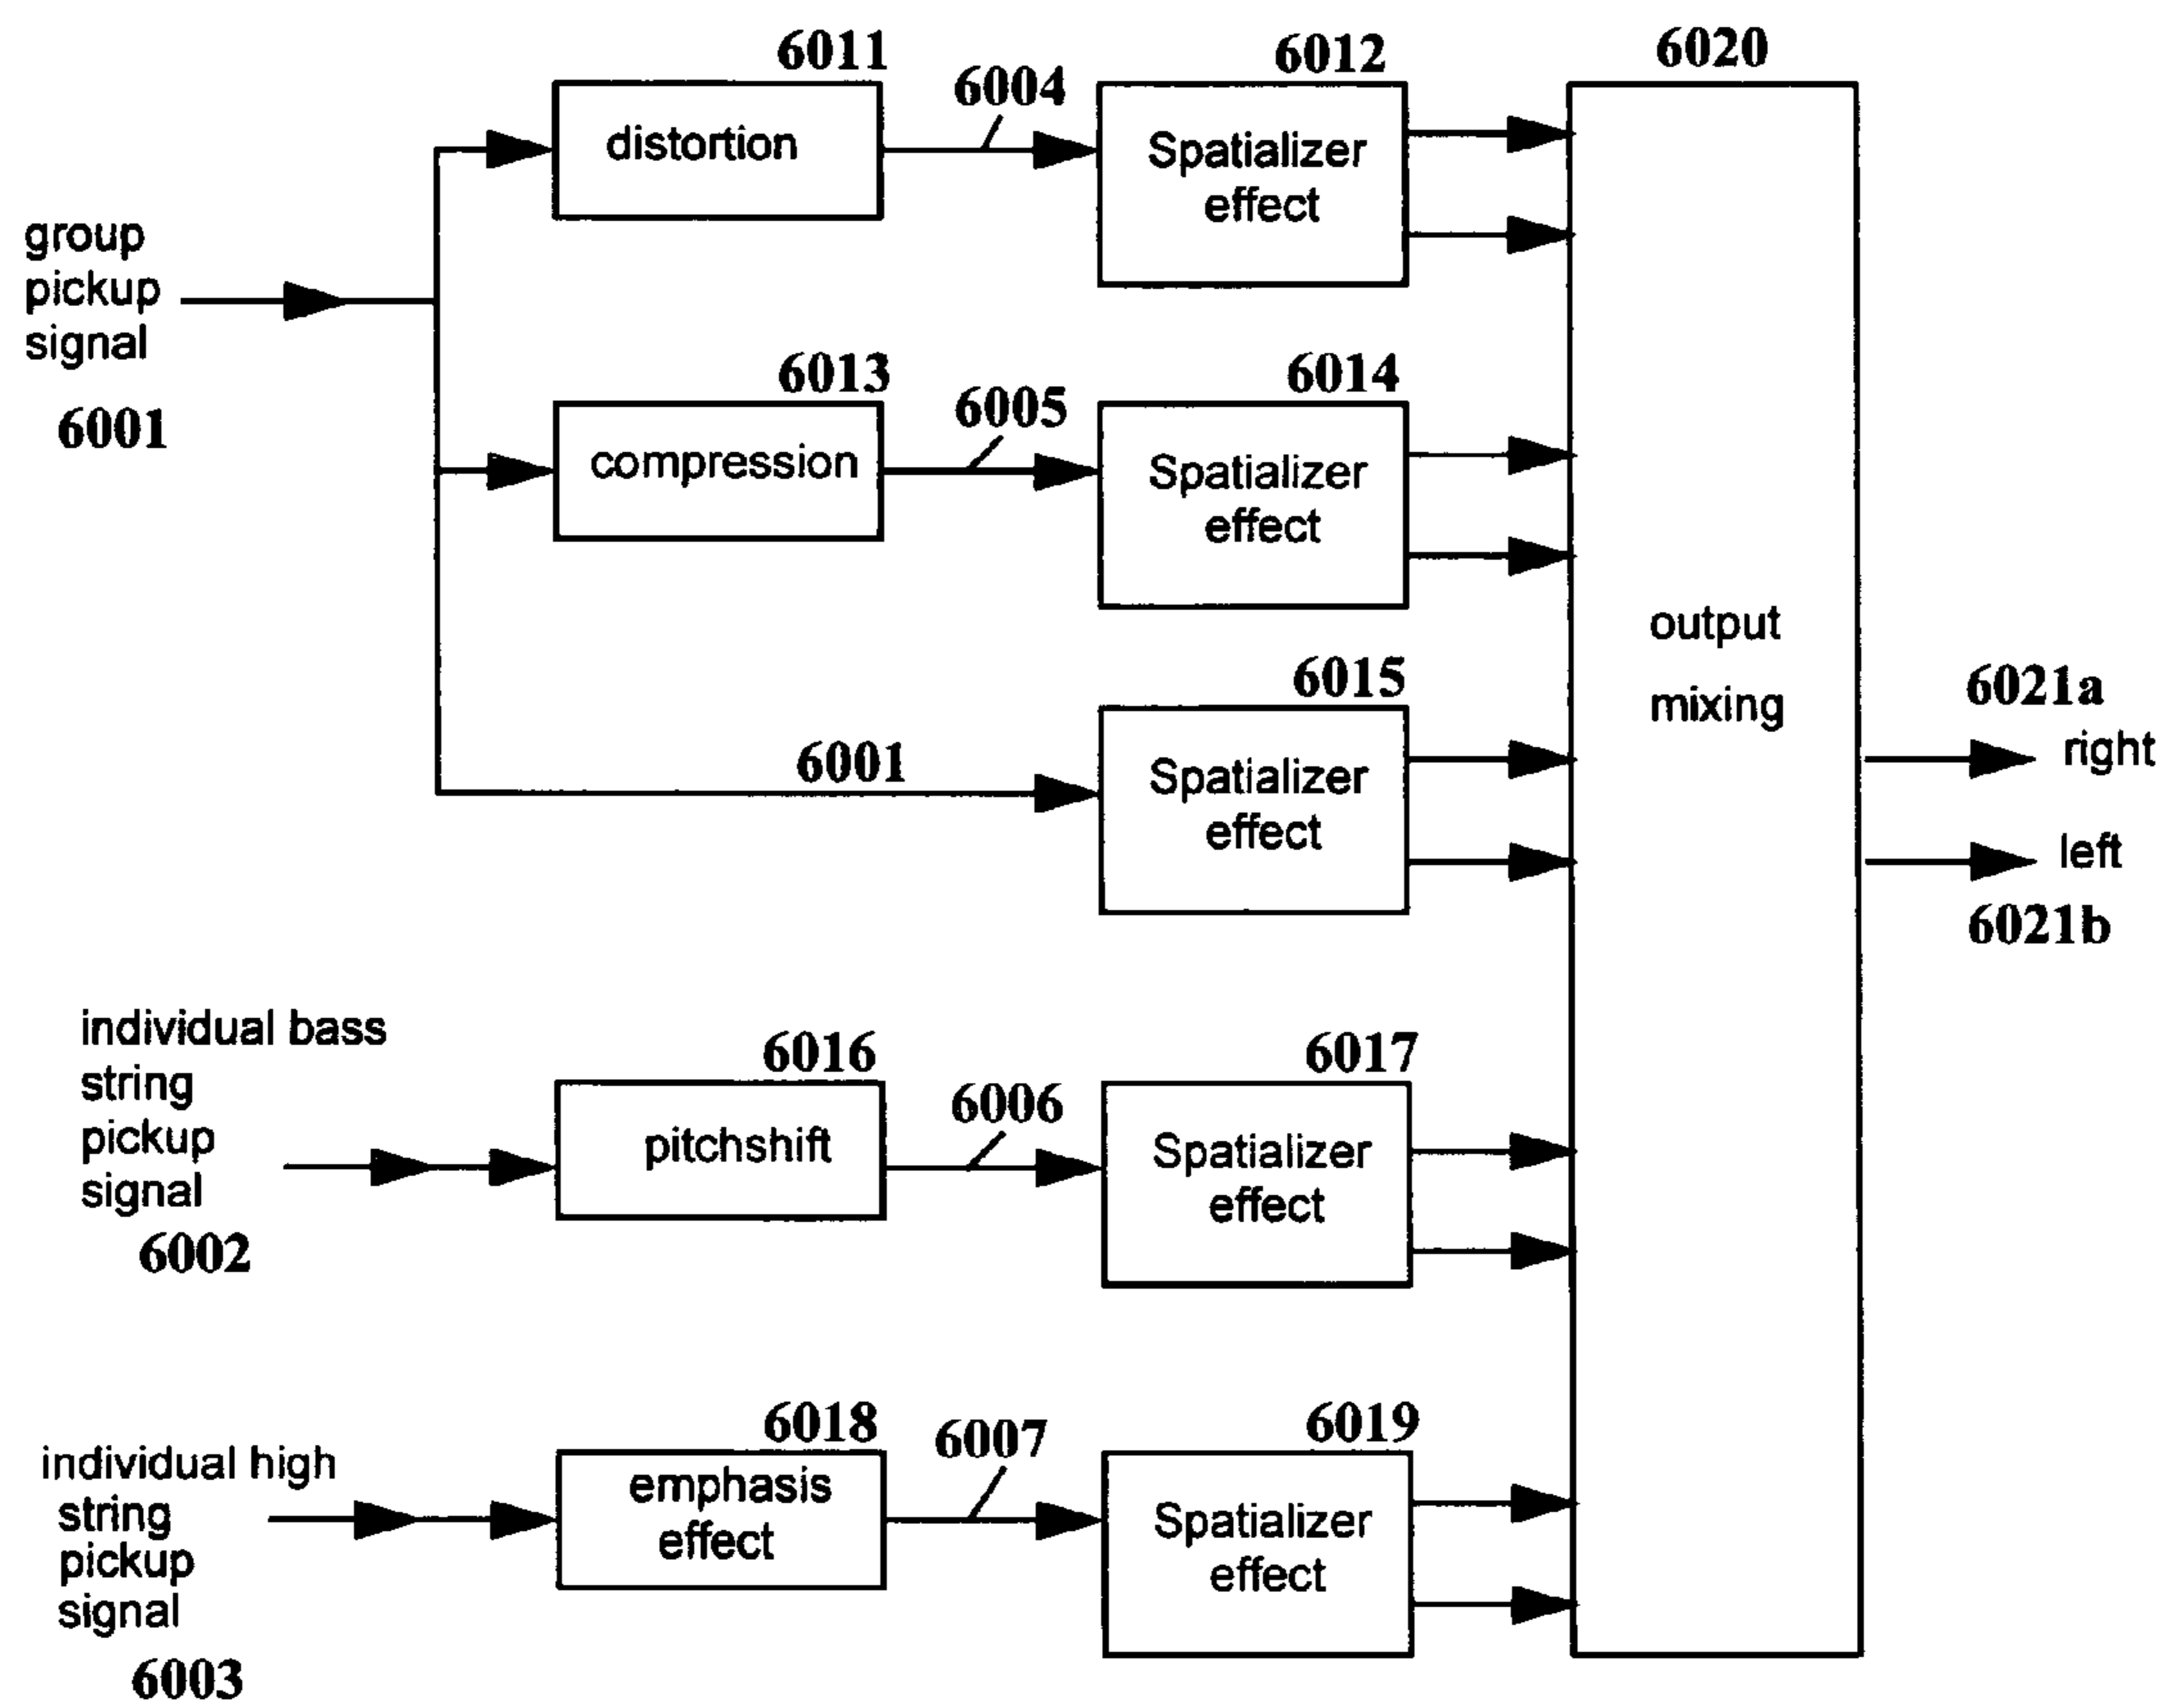 6011
6004
6012
6020
distortion
Spatializer
effect
group
pickup
signal
6001
6013
6005
6014
compression
Spatializer
effect
output
mixing
6015
6001
Spatializer
effect
6021a
right
left
6021b
individual bass
string
pickup
signal
6002
6016
6006
6017
pitchshift
Spatializer
effect
individual high
string
pickup
signal
6003
6018
6007
6019
emphasis
effect
Spatializer
effect